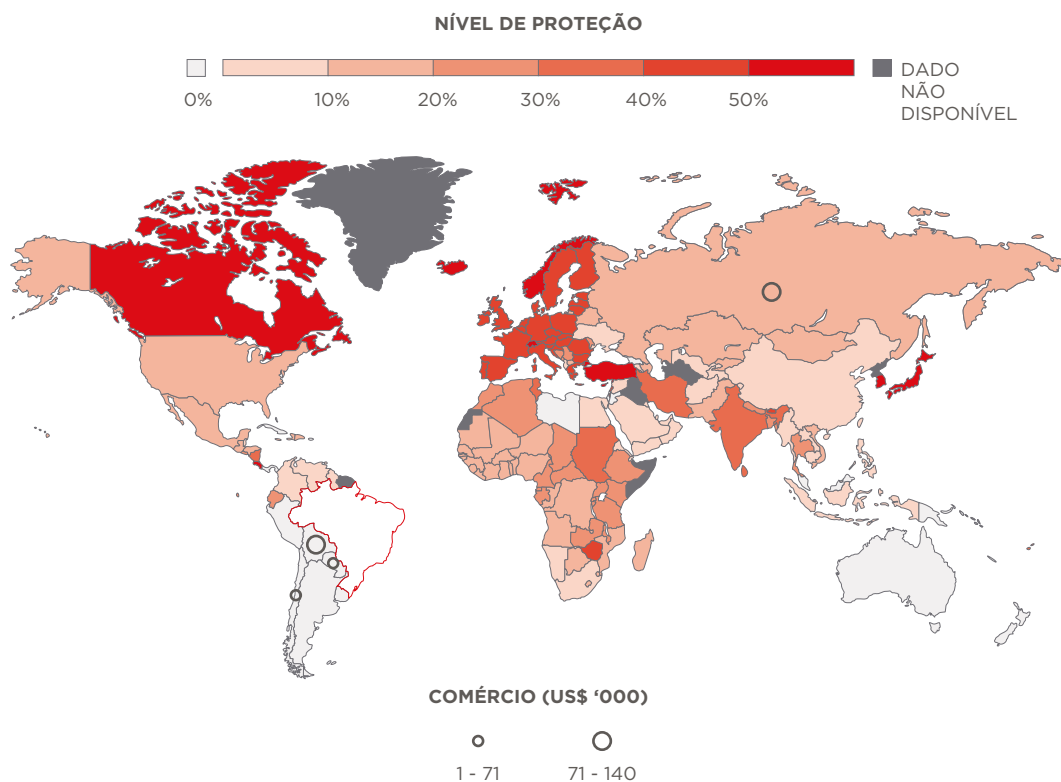 NÍVEL DE PROTEÇÃO
0%
10%
20%
30%
40%
50%
DADO
NÃO
DISPONÍVEL
COMÉRCIO (US$ ‘000)
1 - 71
71 - 140